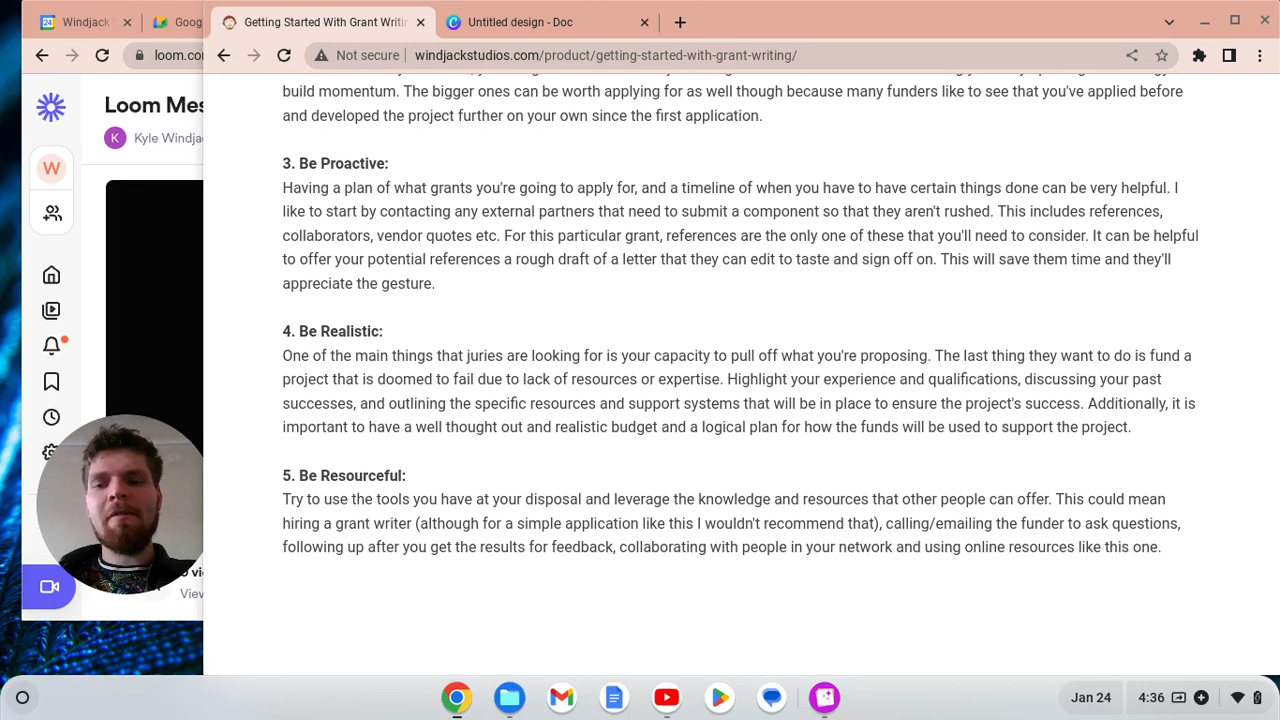 Windjack
Goog
Getting Started With Grant Writin
Untitled design - Doc
loom.co
Not secure
windjackstudios.com/product/getting-started-with-grant-writing/
Loom Mes
K
Kyle Windja
W
build momentum. The bigger ones can be worth applying for as well though because many funders like to see that you've applied before
and developed the project further on your own since the first application.
3. Be Proactive:
Having a plan of what grants you're going to apply for, and a timeline of when you have to have certain things done can be very helpful. I
like to start by contacting any external partners that need to submit a component so that they aren't rushed. This includes references,
collaborators, vendor quotes etc. For this particular grant, references are the only one of these that you'll need to consider. It can be helpful
to offer your potential references a rough draft of a letter that they can edit to taste and sign off on. This will save them time and they'll
appreciate the gesture.
4. Be Realistic:
One of the main things that juries are looking for is your capacity to pull off what you're proposing. The last thing they want to do is fund a
project that is doomed to fail due to lack of resources or expertise. Highlight your experience and qualifications, discussing your past
successes, and outlining the specific resources and support systems that will be in place to ensure the project's success. Additionally, it is
important to have a well thought out and realistic budget and a logical plan for how the funds will be used to support the project.
5. Be Resourceful:
Try to use the tools you have at your disposal and leverage the knowledge and resources that other people can offer. This could mean
hiring a grant writer (although for a simple application like this I wouldn't recommend that), calling/emailing the funder to ask questions,
following up after you get the results for feedback, collaborating with people in your network and using online resources like this one.
View
Jan 24
4:36